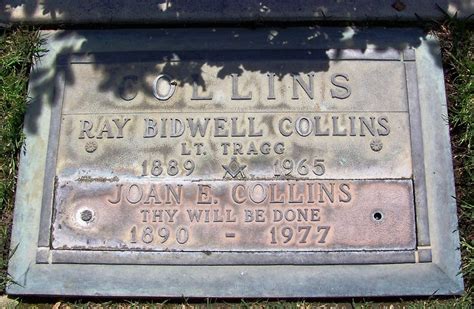 COLLINS
RAY BIDWELL COLLINS
LT. TRAGG
1889 1965
JOAN E. COLLINS
THY WILL BE DONE
1890 - 1977